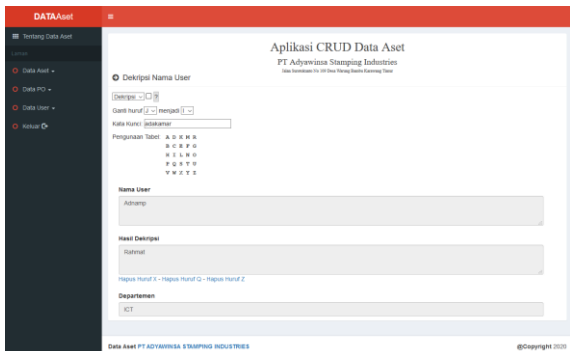 DATAAset
Tentang Data Aset
Data Aset
Data PO
Data User
Keluar
Aplikasi CRUD Data Aset
PT Adyawinsa Stamping Industries
Dekripsi Nama User
Dekripsi ?
Ganti huruf J menjadi I
Kata Kunci: adakamar
Pengunaan Tabel: A D K M R
B C E F G
H I L N O
P Q S T U
V W X Y Z
Nama User
Adnamp
Hasil Dekripsi
Rahmat
Hapus Huruf X - Hapus Huruf Q - Hapus Huruf Z
Departemen
ICT
Data Aset PT ADYAWINSA STAMPING INDUSTRIES
@Copyright 2020